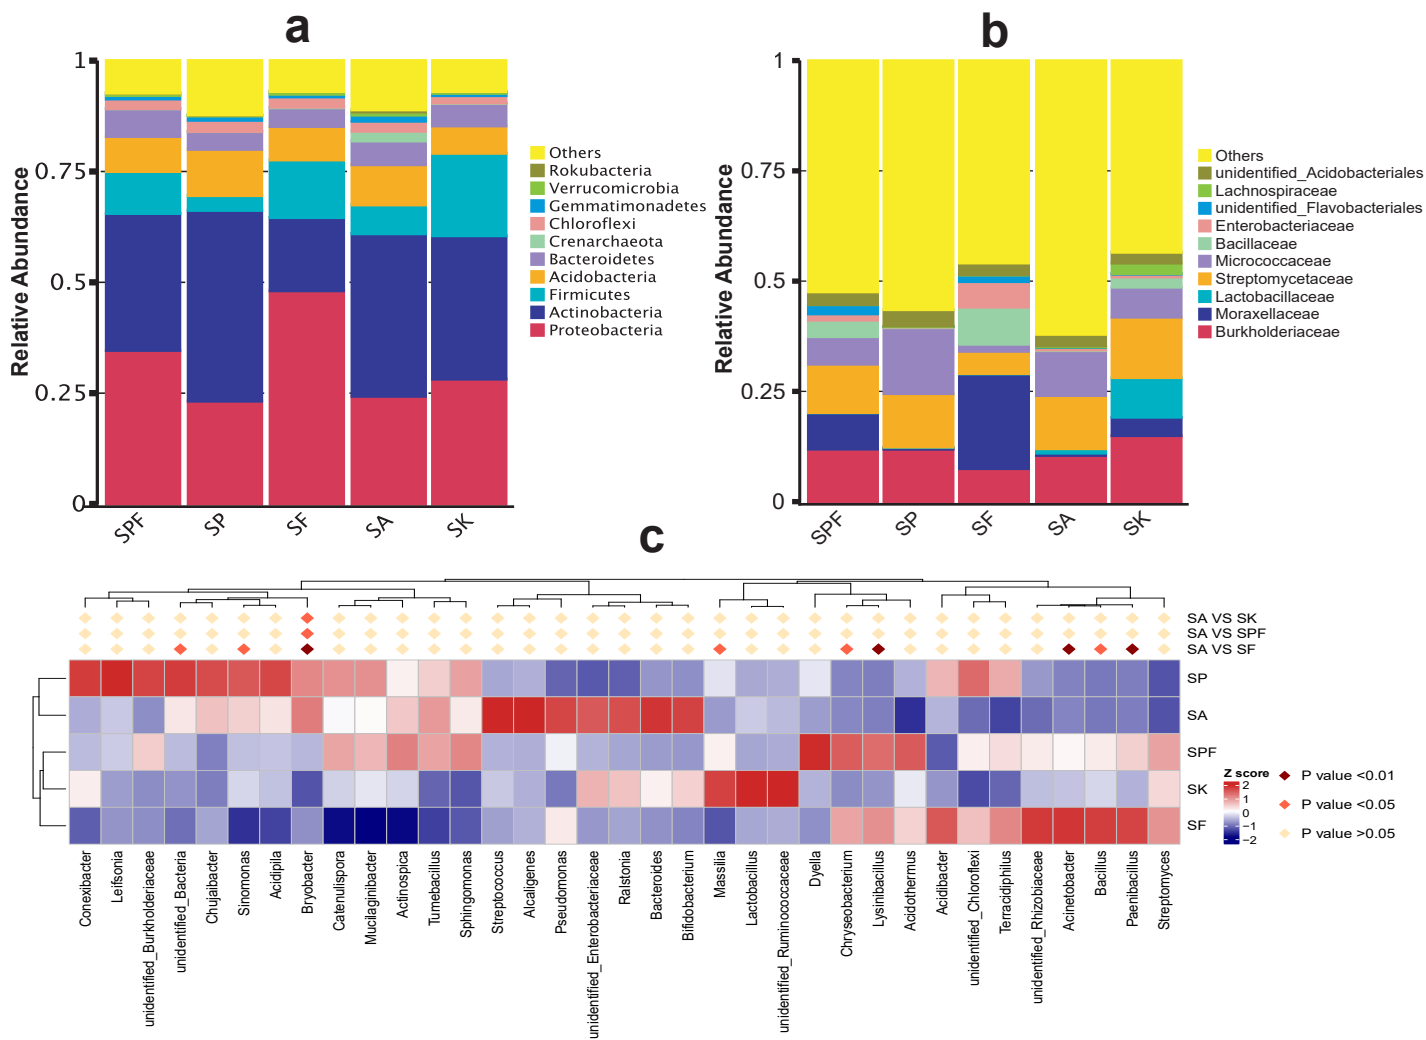 a
Relative Abundance
1
0.75
0.5
0.25
0
SPF
SP
SF
SA
SK
Others
Rokubacteria
Verrucomicrobia
Gemmatimonadetes
Chloroflexi
Crenarchaeota
Bacteroidetes
Acidobacteria
Firmicutes
Actinobacteria
Proteobacteria
b
Relative Abundance
1
0.75
0.5
0.25
0
SPF
SP
SF
SA
SK
Others
unidentified_Acidobacteriales
Lachnospiraceae
unidentified_Flavobacteriales
Enterobacteriaceae
Bacillaceae
Micrococcaceae
Streptomycetaceae
Lactobacillaceae
Moraxellaceae
Burkholderiaceae
c
SA VS SK
SA VS SPF
SA VS SF
SP
SA
SPF
SK
SF
Conexibacter
Leifsonia
unidentified_Burkholderiaceae
unidentified_Bacteria
Chujaibacter
Sinomonas
Acidipila
Bryobacter
Catenulispora
Mucilaginibacter
Actinospica
Tumebacillus
Sphingomonas
Streptococcus
Alcaligenes
Pseudomonas
unidentified_Enterobacteriaceae
Ralstonia
Bacteroides
Bifidobacterium
Massilia
Lactobacillus
unidentified_Ruminococcaceae
Dyella
Chryseobacterium
Lysinibacillus
Acidothermus
Acidibacter
unidentified_Chloroflexi
Terracidiphilus
unidentified_Rhizobiaceae
Acinetobacter
Bacillus
Paenibacillus
Streptomyces
Z score
2
1
0
−1
−2
P value <0.01
P value <0.05
P value >0.05